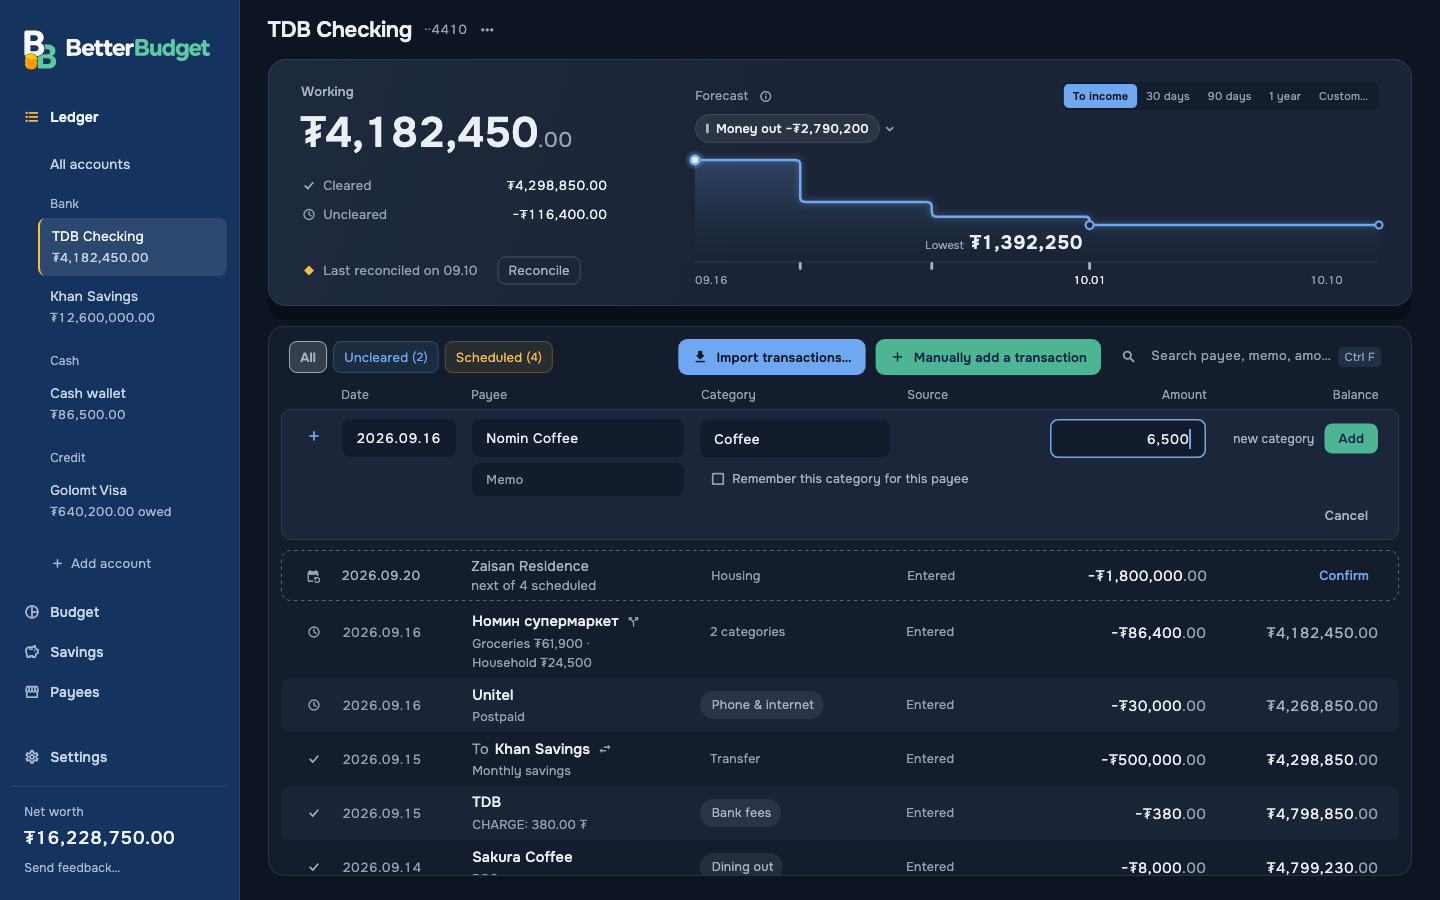 BetterBudget
Ledger
All accounts
Bank
TDB Checking
₮4,182,450.00
Khan Savings
₮12,600,000.00
Cash
Cash wallet
₮86,500.00
Credit
Golomt Visa
₮640,200.00 owed
+ Add account
Budget
Savings
Payees
Settings
Net worth
₮16,228,750.00
Send feedback...
TDB Checking ··4410 •••
Working
₮4,182,450.00
Cleared ₮4,298,850.00
Uncleared -₮116,400.00
Last reconciled on 09.10 Reconcile
Forecast
To income 30 days 90 days 1 year Custom...
Money out -₮2,790,200
Lowest ₮1,392,250
09.16 10.01 10.10
All Uncleared (2) Scheduled (4) Import transactions... + Manually add a transaction Search payee, memo, amo... Ctrl F
Date Payee Category Source Amount Balance
+ 2026.09.16 Nomin Coffee Coffee 6,500 new category Add
Memo Remember this category for this payee
Cancel
2026.09.20 Zaisan Residence Housing Entered -₮1,800,000.00 Confirm
next of 4 scheduled
2026.09.16 Номин супермаркет 2 categories Entered -₮86,400.00 ₮4,182,450.00
Groceries ₮61,900 ·
Household ₮24,500
2026.09.16 Unitel Phone & internet Entered -₮30,000.00 ₮4,268,850.00
Postpaid
2026.09.15 To Khan Savings Transfer Entered -₮500,000.00 ₮4,298,850.00
Monthly savings
2026.09.15 TDB Bank fees Entered -₮380.00 ₮4,798,850.00
CHARGE: 380.00 ₮
2026.09.14 Sakura Coffee Dining out Entered -₮8,000.00 ₮4,799,230.00